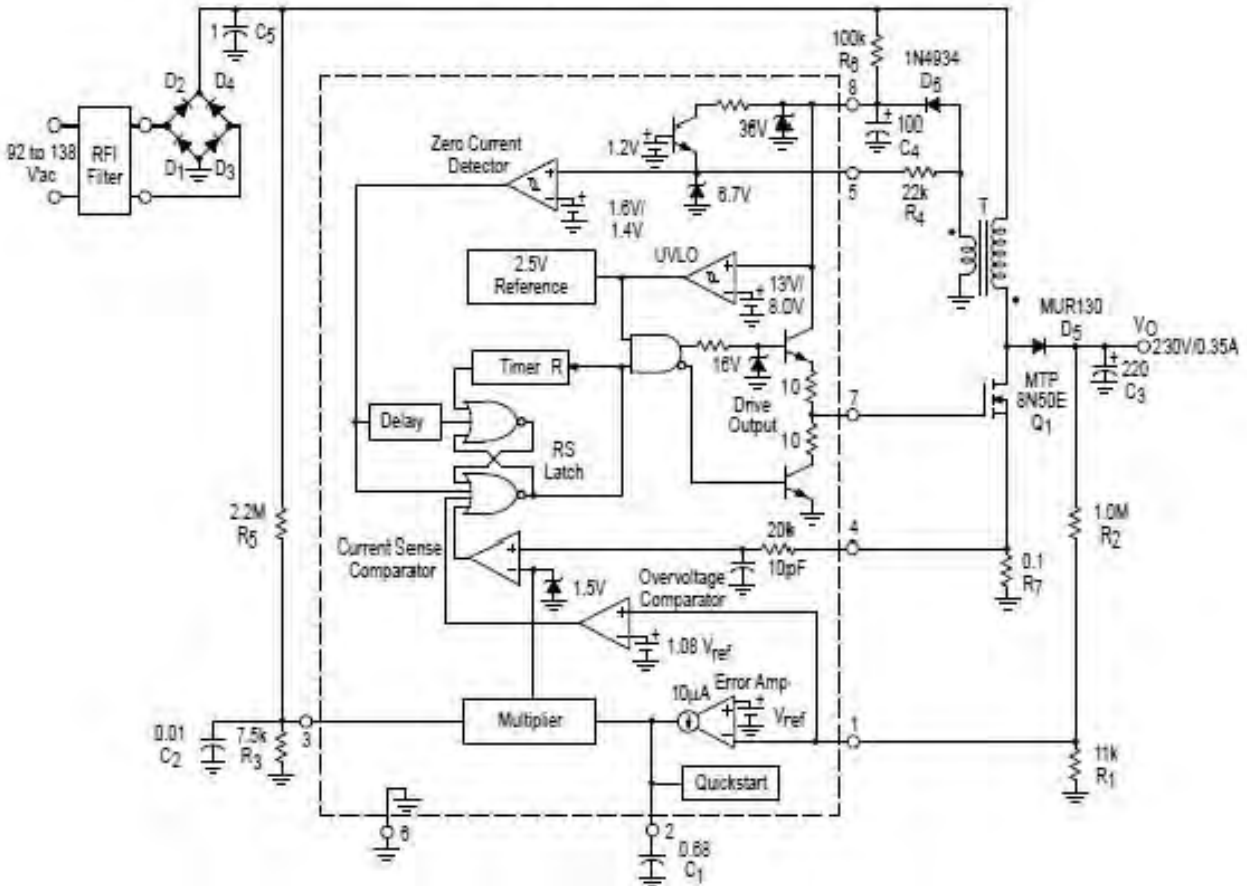 1
C5
100k
R6
1N4934
D6
D2
D4
8
100
C4
36V
1.2V
Zero Current
Detector
92 to 138
Vac
RFI
Filter
D1
D3
6.7V
5
22k
R4
T
1.6V/
1.4V
UVLO
2.5V
Reference
13V/
8.0V
MUR130
D5
VO
230V/0.35A
Timer R
16V
10
220
C3
MTP
8N50E
Q1
Drive
Output
7
Delay
10
RS
Latch
2.2M
R5
20k
4
1.0M
R2
Current Sense
Comparator
10pF
0.1
R7
1.5V
Overvoltage
Comparator
1.08 Vref
10µA
Error Amp
Multiplier
Vref
1
0.01
C2
7.5k
R3
3
11k
R1
Quickstart
6
2
0.68
C1